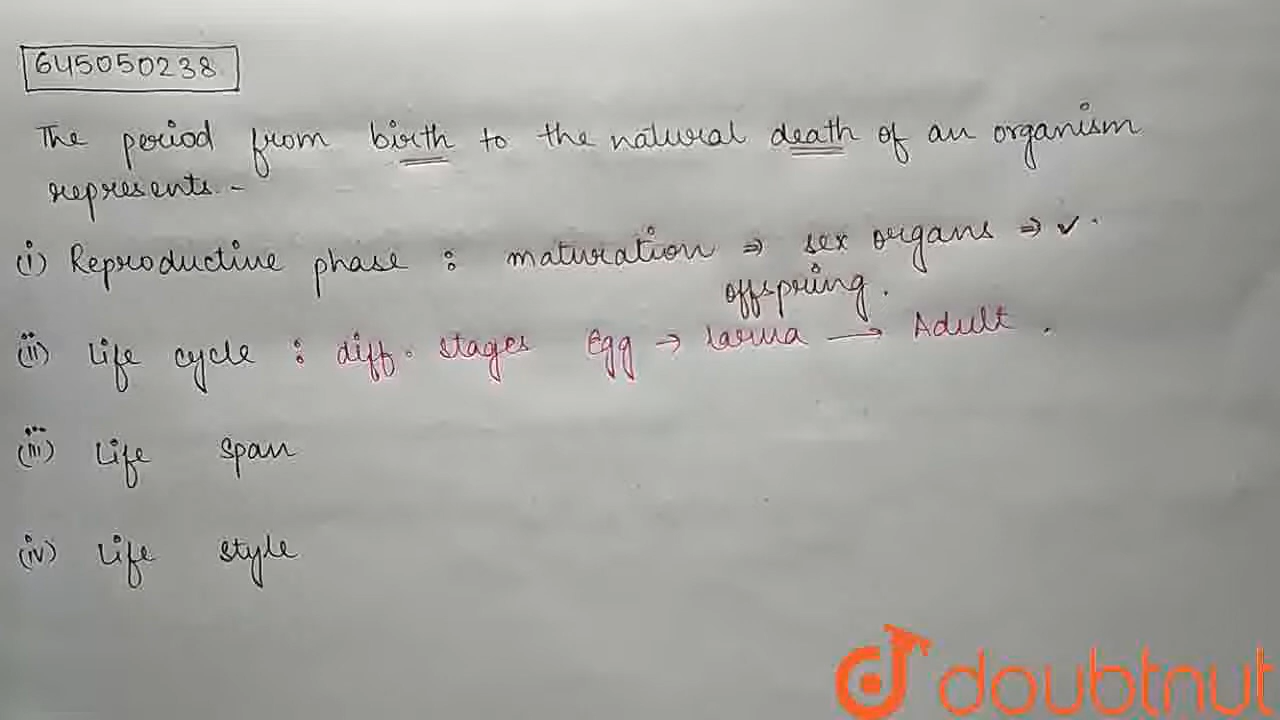 645050238
The period from birth to the natural death of an organism
represents. -
(i) Reproductive phase : maturation ⇒ sex organs ⇒ ✓ .
offspring.
(ii) Life cycle : diff. stages Egg → larva → Adult .
(iii) Life span
(iv) Life style
doubtnut